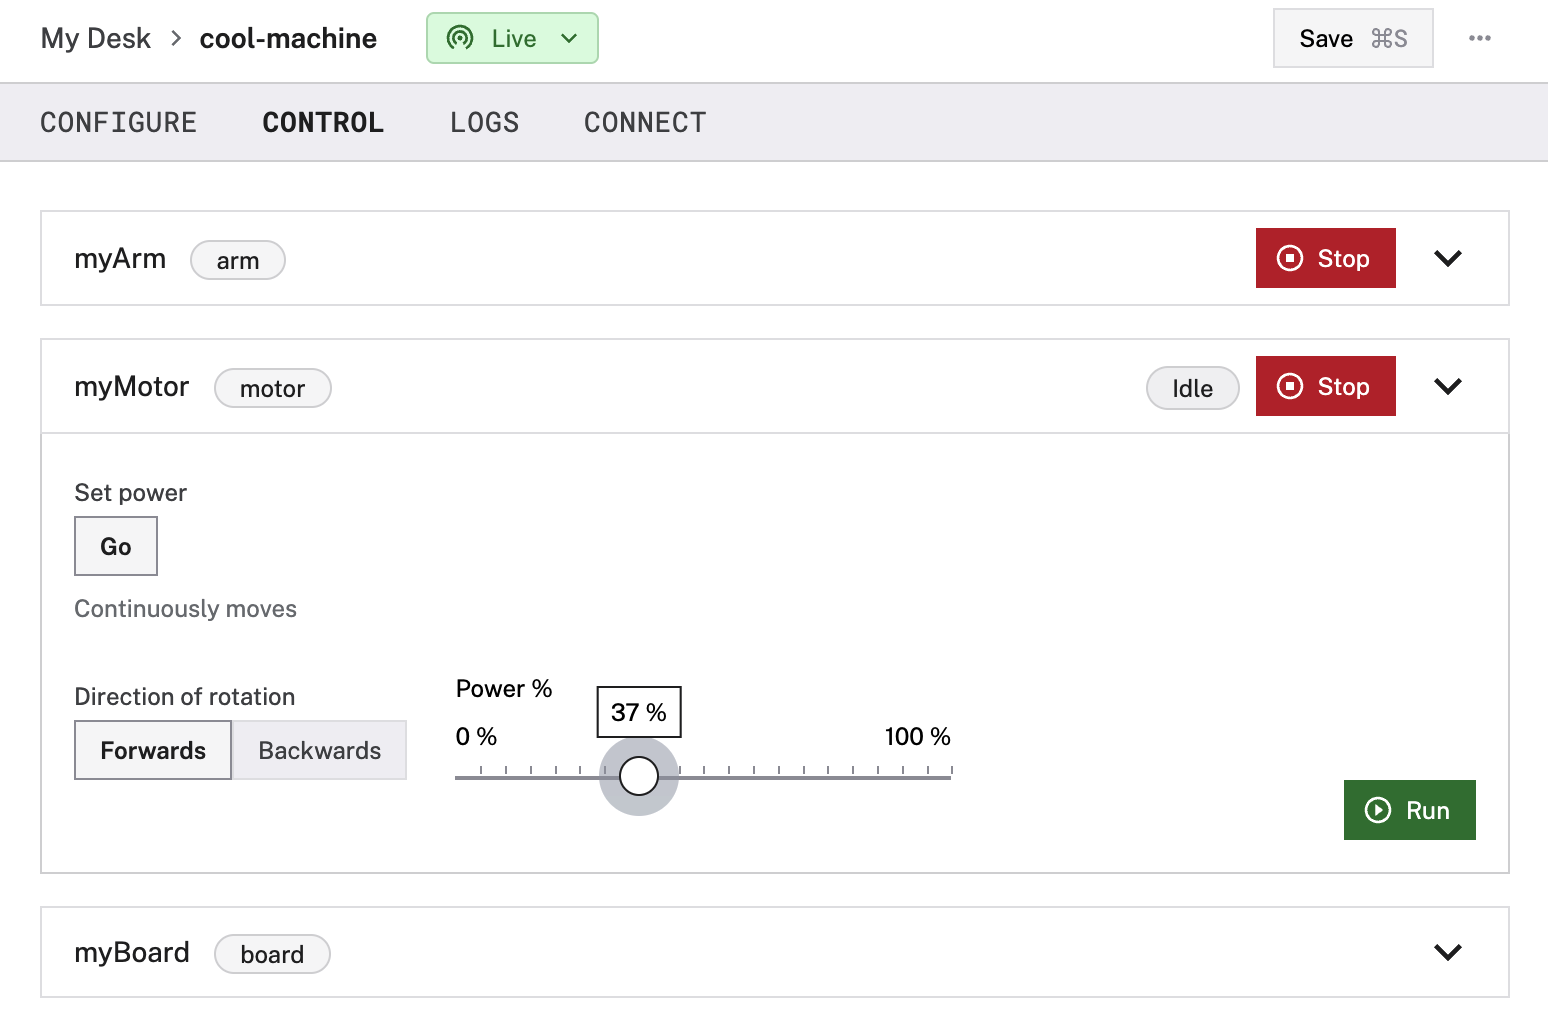 My Desk > cool-machine Live Save ⌘S ···
CONFIGURE CONTROL LOGS CONNECT
myArm arm Stop
myMotor motor Idle Stop
Set power
Go
Continuously moves
Direction of rotation
Forwards Backwards
Power %
37 %
0 % 100 %
Run
myBoard board